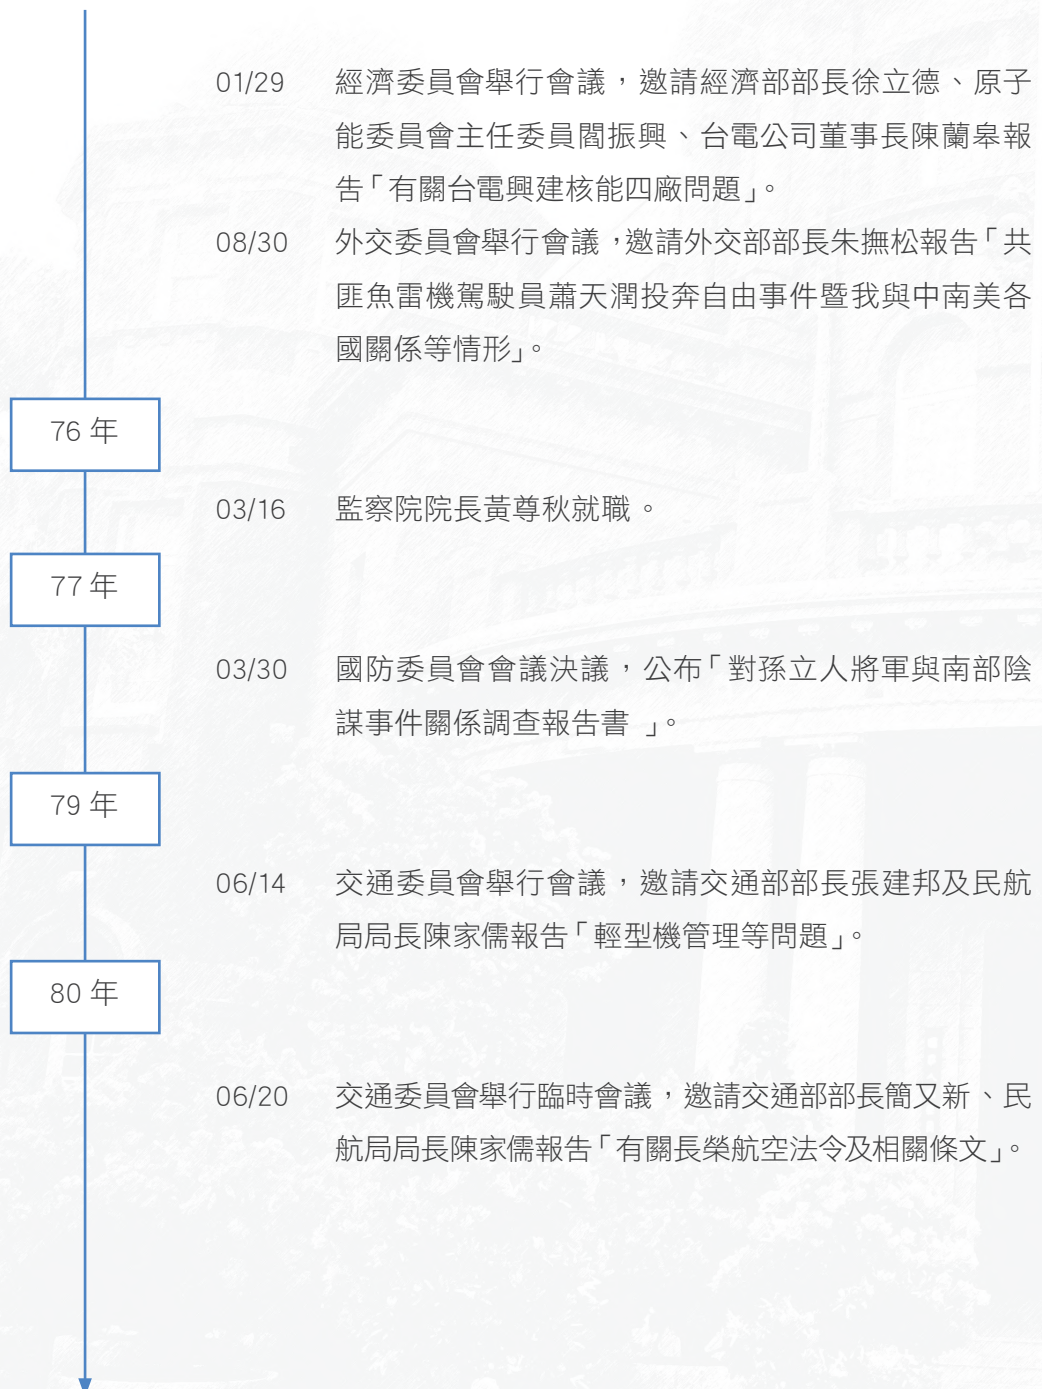 01/29 經濟委員會舉行會議，邀請經濟部部長徐立德、原子
能委員會主任委員閻振興、台電公司董事長陳蘭皋報
告「有關台電興建核能四廠問題」。
08/30 外交委員會舉行會議，邀請外交部部長朱撫松報告「共
匪魚雷機駕駛員蕭天潤投奔自由事件暨我與中南美各
國關係等情形」。
76 年
03/16 監察院院長黃尊秋就職。
77 年
03/30 國防委員會會議決議，公布「對孫立人將軍與南部陰
謀事件關係調查報告書」。
79 年
06/14 交通委員會舉行會議，邀請交通部部長張建邦及民航
局局長陳家儒報告「輕型機管理等問題」。
80 年
06/20 交通委員會舉行臨時會議，邀請交通部部長簡又新、民
航局局長陳家儒報告「有關長榮航空法令及相關條文」。